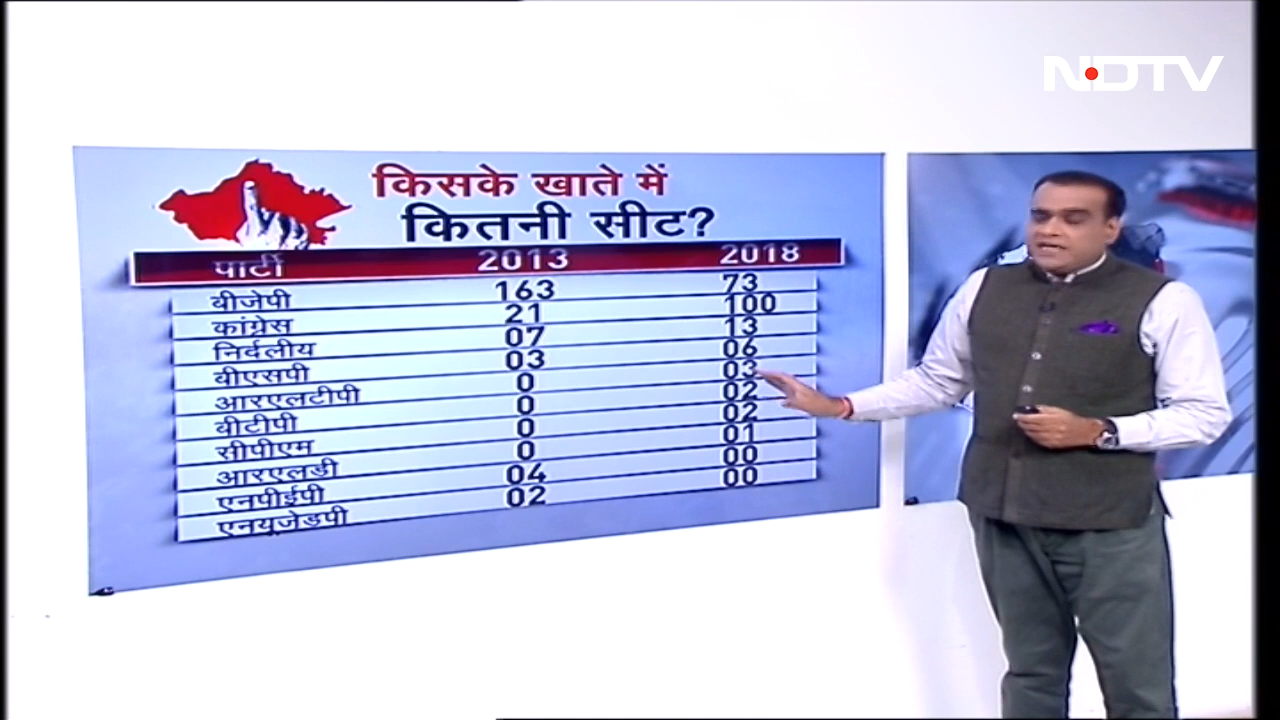 NDTV
किसके खाते में
कितनी सीट?
पार्टी 2013 2018
बीजेपी 163 73
कांग्रेस 21 100
निर्दलीय 07 13
बीएसपी 03 06
आरएलटीपी 0 03
बीटीपी 0 02
सीपीएम 0 02
आरएलडी 0 01
एनपीईपी 04 00
एनयूजेडपी 02 00